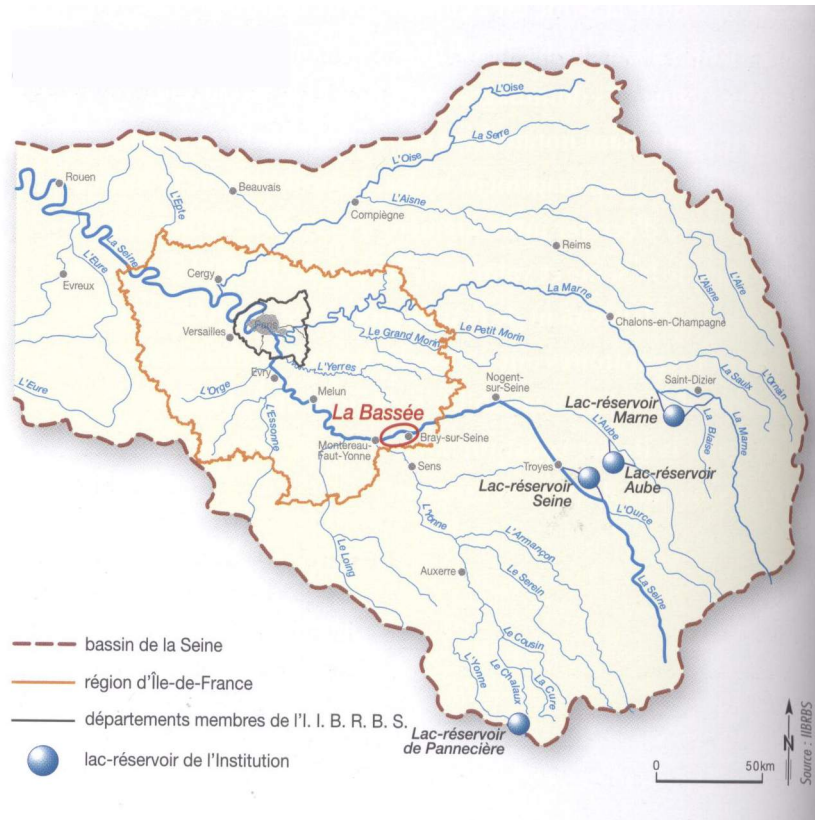 L'Oise
La Serre
L'Oise
Rouen
Beauvais
L'Epte
L'Aisne
Compiègne
La Seine
L'Eure
Reims
L'Aisne
L'Aire
Cergy
Evreux
La Marne
Chalons-en-Champagne
Paris
Versailles
Le Grand Morin
Le Petit Morin
L'Yerres
Evry
L'Orge
L'Eure
Melun
L'Essonne
Nogent-
sur-Seine
Saint-Dizier
La Saulx
L'Ornain
La Bassée
Lac-réservoir
Marne
La Blaise
La Marne
L'Aube
Montereau-
Faut-Yonne
Bray-sur-Seine
Sens
Troyes
Lac-réservoir
Seine
Lac-réservoir
Aube
L'Yonne
L'Ource
L'Armançon
Le Loing
Auxerre
Le Serein
La Seine
Le Cousin
L'Yonne
Le Chalaux
La Cure
Lac-réservoir
de Pannecière
bassin de la Seine
région d'Île-de-France
départements membres de l'I. I. B. R. B. S.
lac-réservoir de l'Institution
0 50km
N
Source : IIBRBS